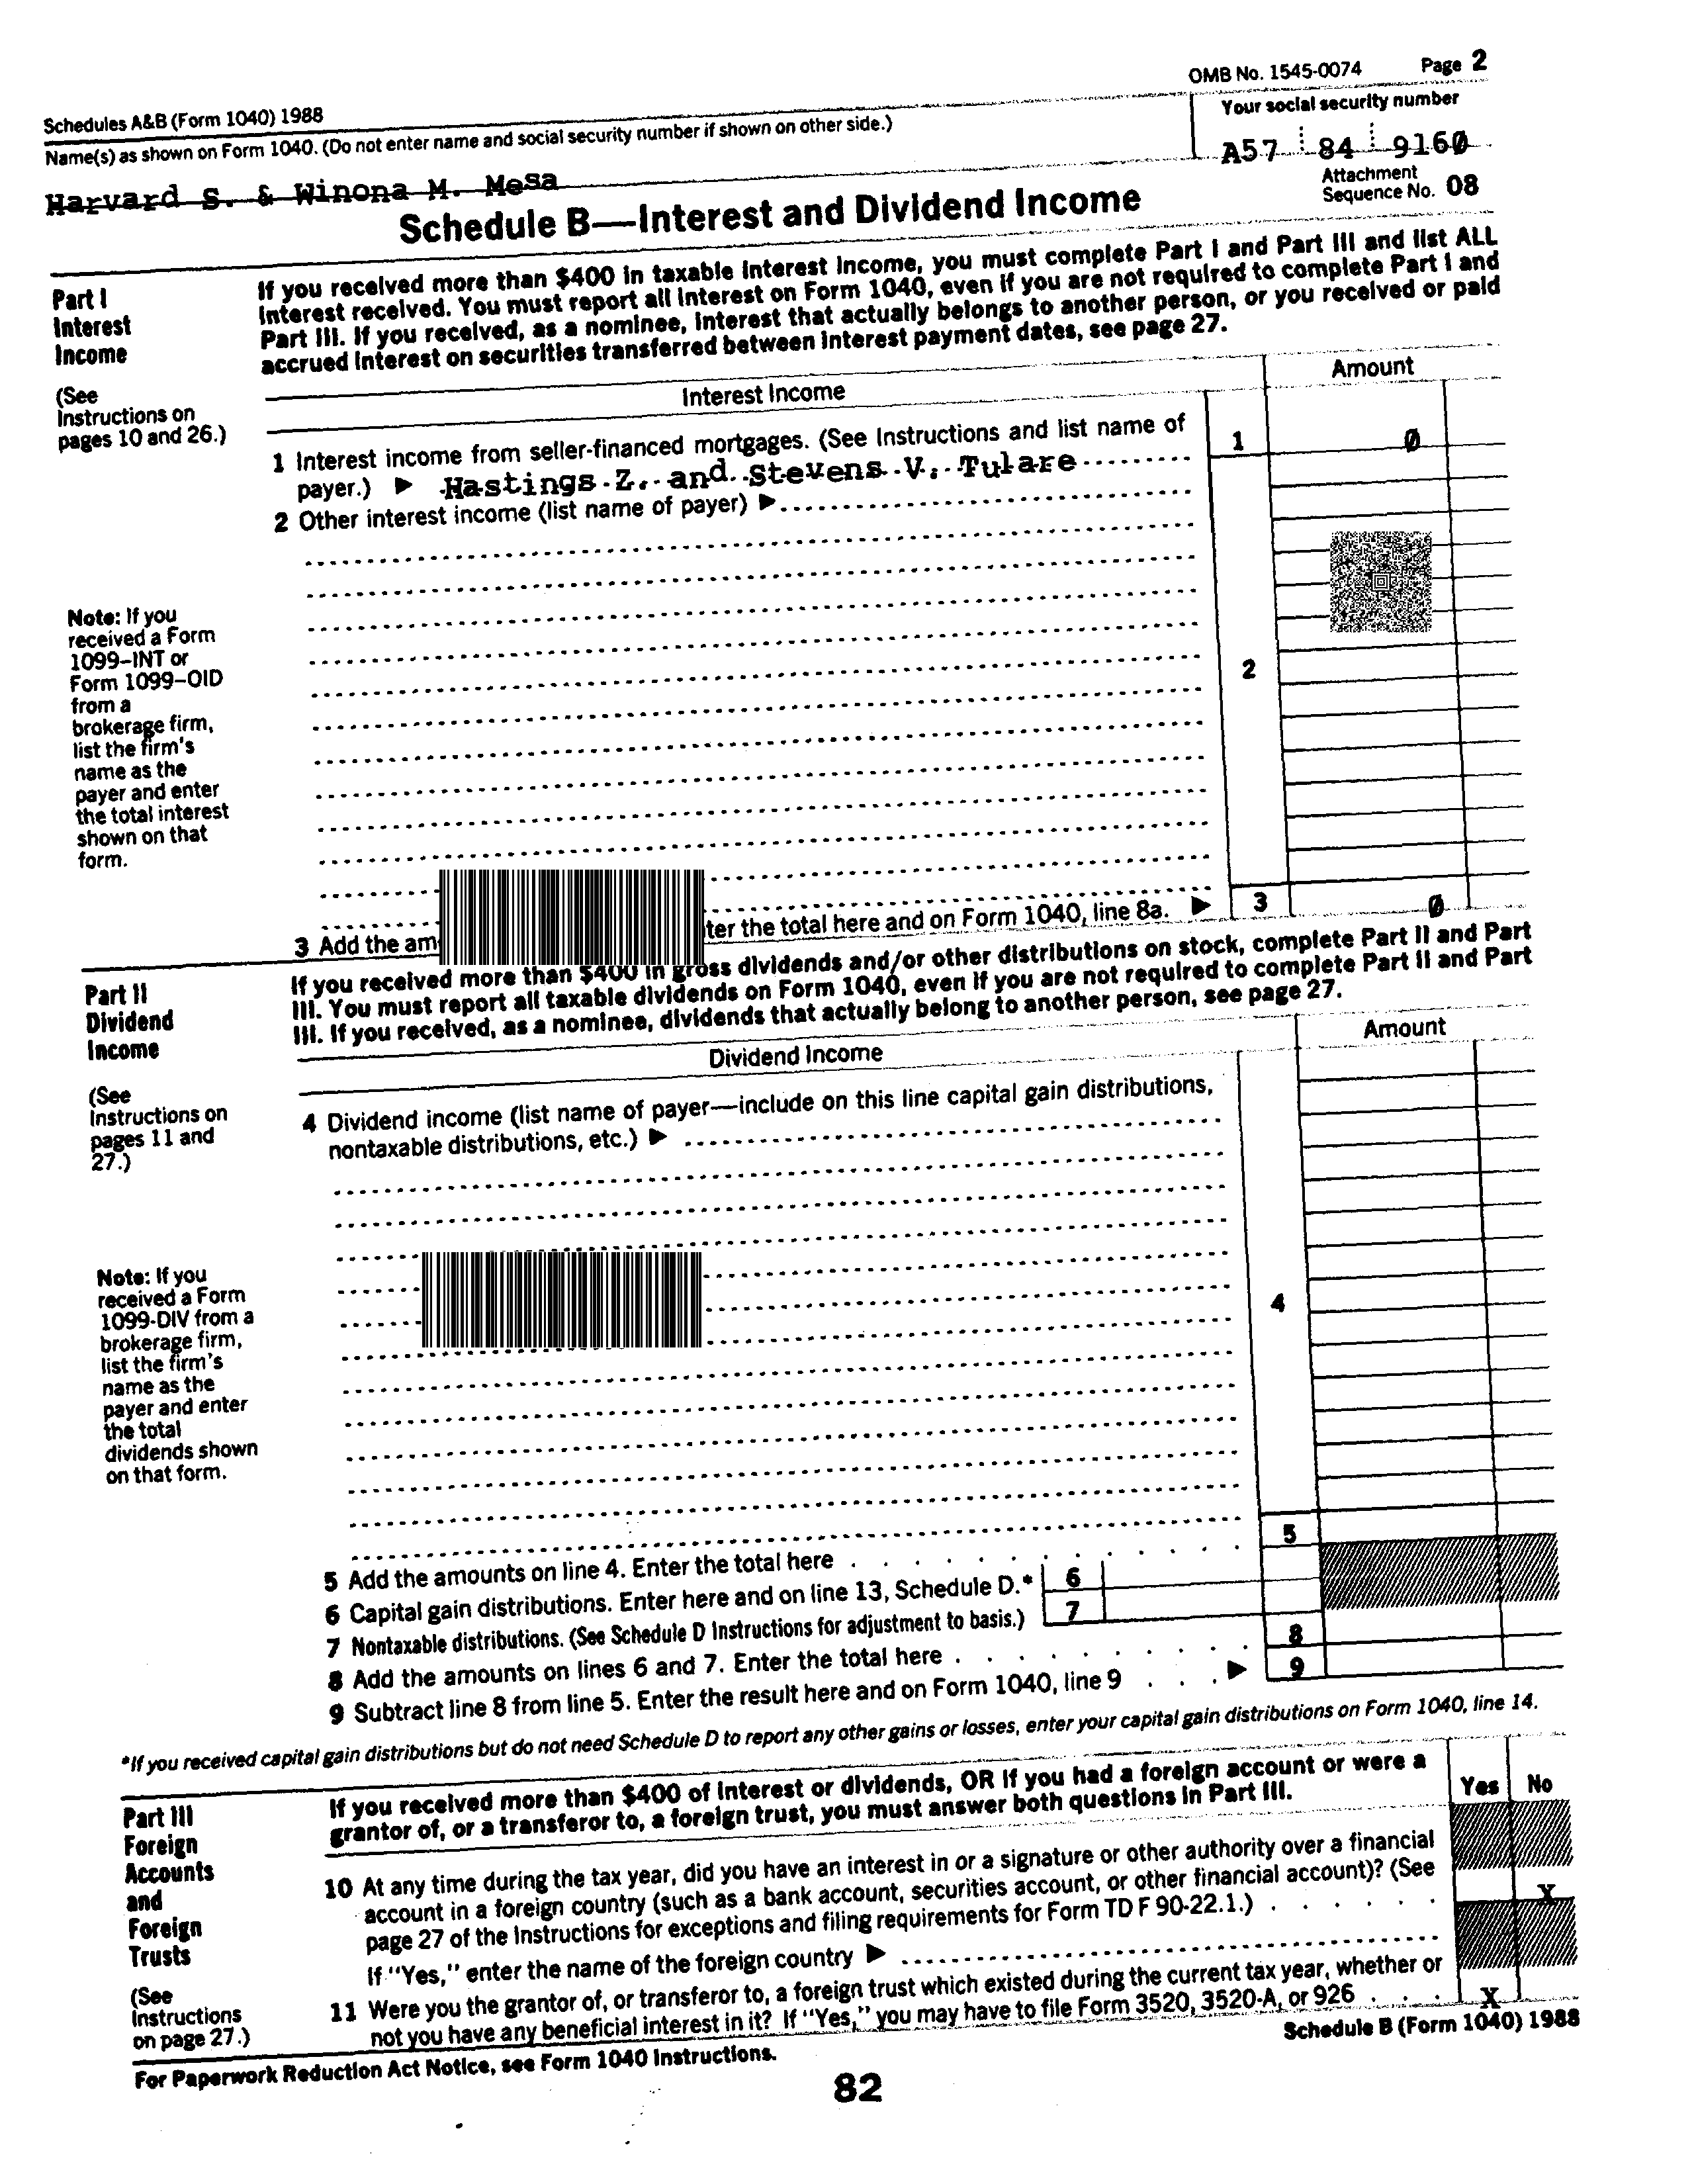 OMB No. 1545-0074 Page 2
Schedules A&B (Form 1040) 1988
Your social security number
Name(s) as shown on Form 1040. (Do not enter name and social security number if shown on other side.)
A57 84 9160
Harvard S. & Winona M. Mesa
Attachment
Sequence No. 08
Schedule B—Interest and Dividend Income
Part I
Interest
Income
(See
Instructions on
pages 10 and 26.)
If you received more than $400 in taxable interest income, you must complete Part I and Part III and list ALL
interest received. You must report all interest on Form 1040, even if you are not required to complete Part I and
Part III. If you received, as a nominee, interest that actually belongs to another person, or you received or paid
accrued interest on securities transferred between interest payment dates, see page 27.
Interest Income
Amount
1 Interest income from seller-financed mortgages. (See Instructions and list name of
payer.) ▶ Hastings Z. and Stevens V. Tulare
1 0
2 Other interest income (list name of payer) ▶
Note: If you
received a Form
1099–INT or
Form 1099–OID
from a
brokerage firm,
list the firm's
name as the
payer and enter
the total interest
shown on that
form.
2
3 Add the am
ter the total here and on Form 1040, line 8a. ▶ 3 0
Part II
Dividend
Income
(See
Instructions on
pages 11 and
27.)
If you received more than $400 in gross dividends and/or other distributions on stock, complete Part II and Part
III. You must report all taxable dividends on Form 1040, even if you are not required to complete Part II and Part
III. If you received, as a nominee, dividends that actually belong to another person, see page 27.
Dividend Income
Amount
4 Dividend income (list name of payer—include on this line capital gain distributions,
nontaxable distributions, etc.) ▶
Note: If you
received a Form
1099-DIV from a
brokerage firm,
list the firm's
name as the
payer and enter
the total
dividends shown
on that form.
4
5 Add the amounts on line 4. Enter the total here . . . . . . . . . . . 5
6 Capital gain distributions. Enter here and on line 13, Schedule D.* 6
7 Nontaxable distributions. (See Schedule D Instructions for adjustment to basis.) 7
8 Add the amounts on lines 6 and 7. Enter the total here . . . . . . . . 8
9 Subtract line 8 from line 5. Enter the result here and on Form 1040, line 9 . . . ▶ 9
*If you received capital gain distributions but do not need Schedule D to report any other gains or losses, enter your capital gain distributions on Form 1040, line 14.
Part III
Foreign
Accounts
and
Foreign
Trusts
(See
Instructions
on page 27.)
If you received more than $400 of interest or dividends, OR if you had a foreign account or were a
grantor of, or a transferor to, a foreign trust, you must answer both questions in Part III.
Yes No
10 At any time during the tax year, did you have an interest in or a signature or other authority over a financial
account in a foreign country (such as a bank account, securities account, or other financial account)? (See
page 27 of the Instructions for exceptions and filing requirements for Form TD F 90-22.1.) . . . . . . X
If "Yes," enter the name of the foreign country ▶
11 Were you the grantor of, or transferor to, a foreign trust which existed during the current tax year, whether or
not you have any beneficial interest in it? If "Yes," you may have to file Form 3520, 3520-A, or 926 . . . . X
For Paperwork Reduction Act Notice, see Form 1040 Instructions.
Schedule B (Form 1040) 1988
82